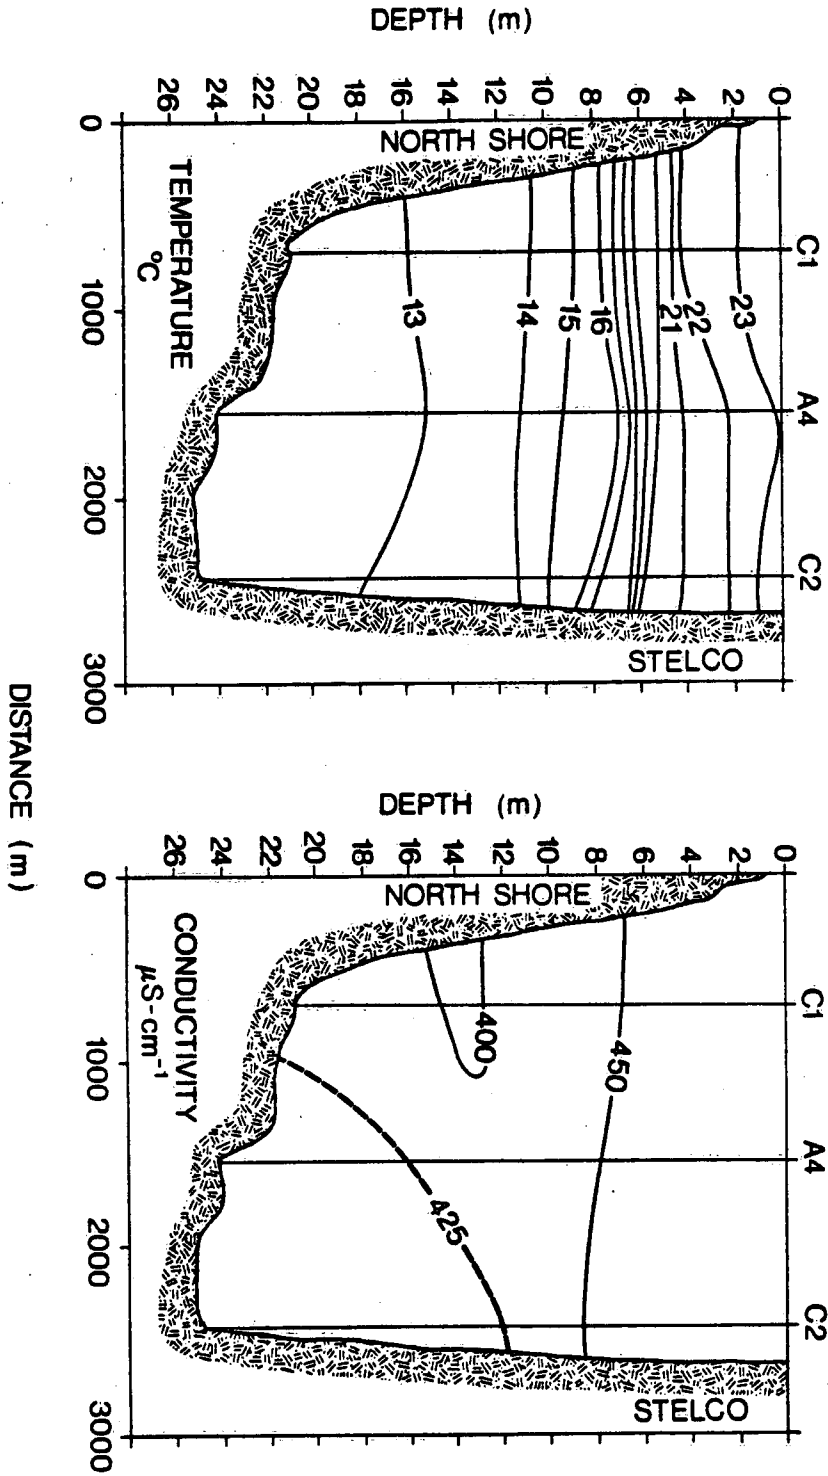 DEPTH (m)
26 24 22 20 18 16 14 12 10 8 6 4 2 0
0
1000
2000
3000
NORTH SHORE
C1
A4
C2
STELCO
TEMPERATURE
°C
13
14
15
16
21
22
23
DEPTH (m)
26 24 22 20 18 16 14 12 10 8 6 4 2 0
0
1000
2000
3000
NORTH SHORE
C1
A4
C2
STELCO
CONDUCTIVITY
μS-cm⁻¹
400
425
450
DISTANCE (m)